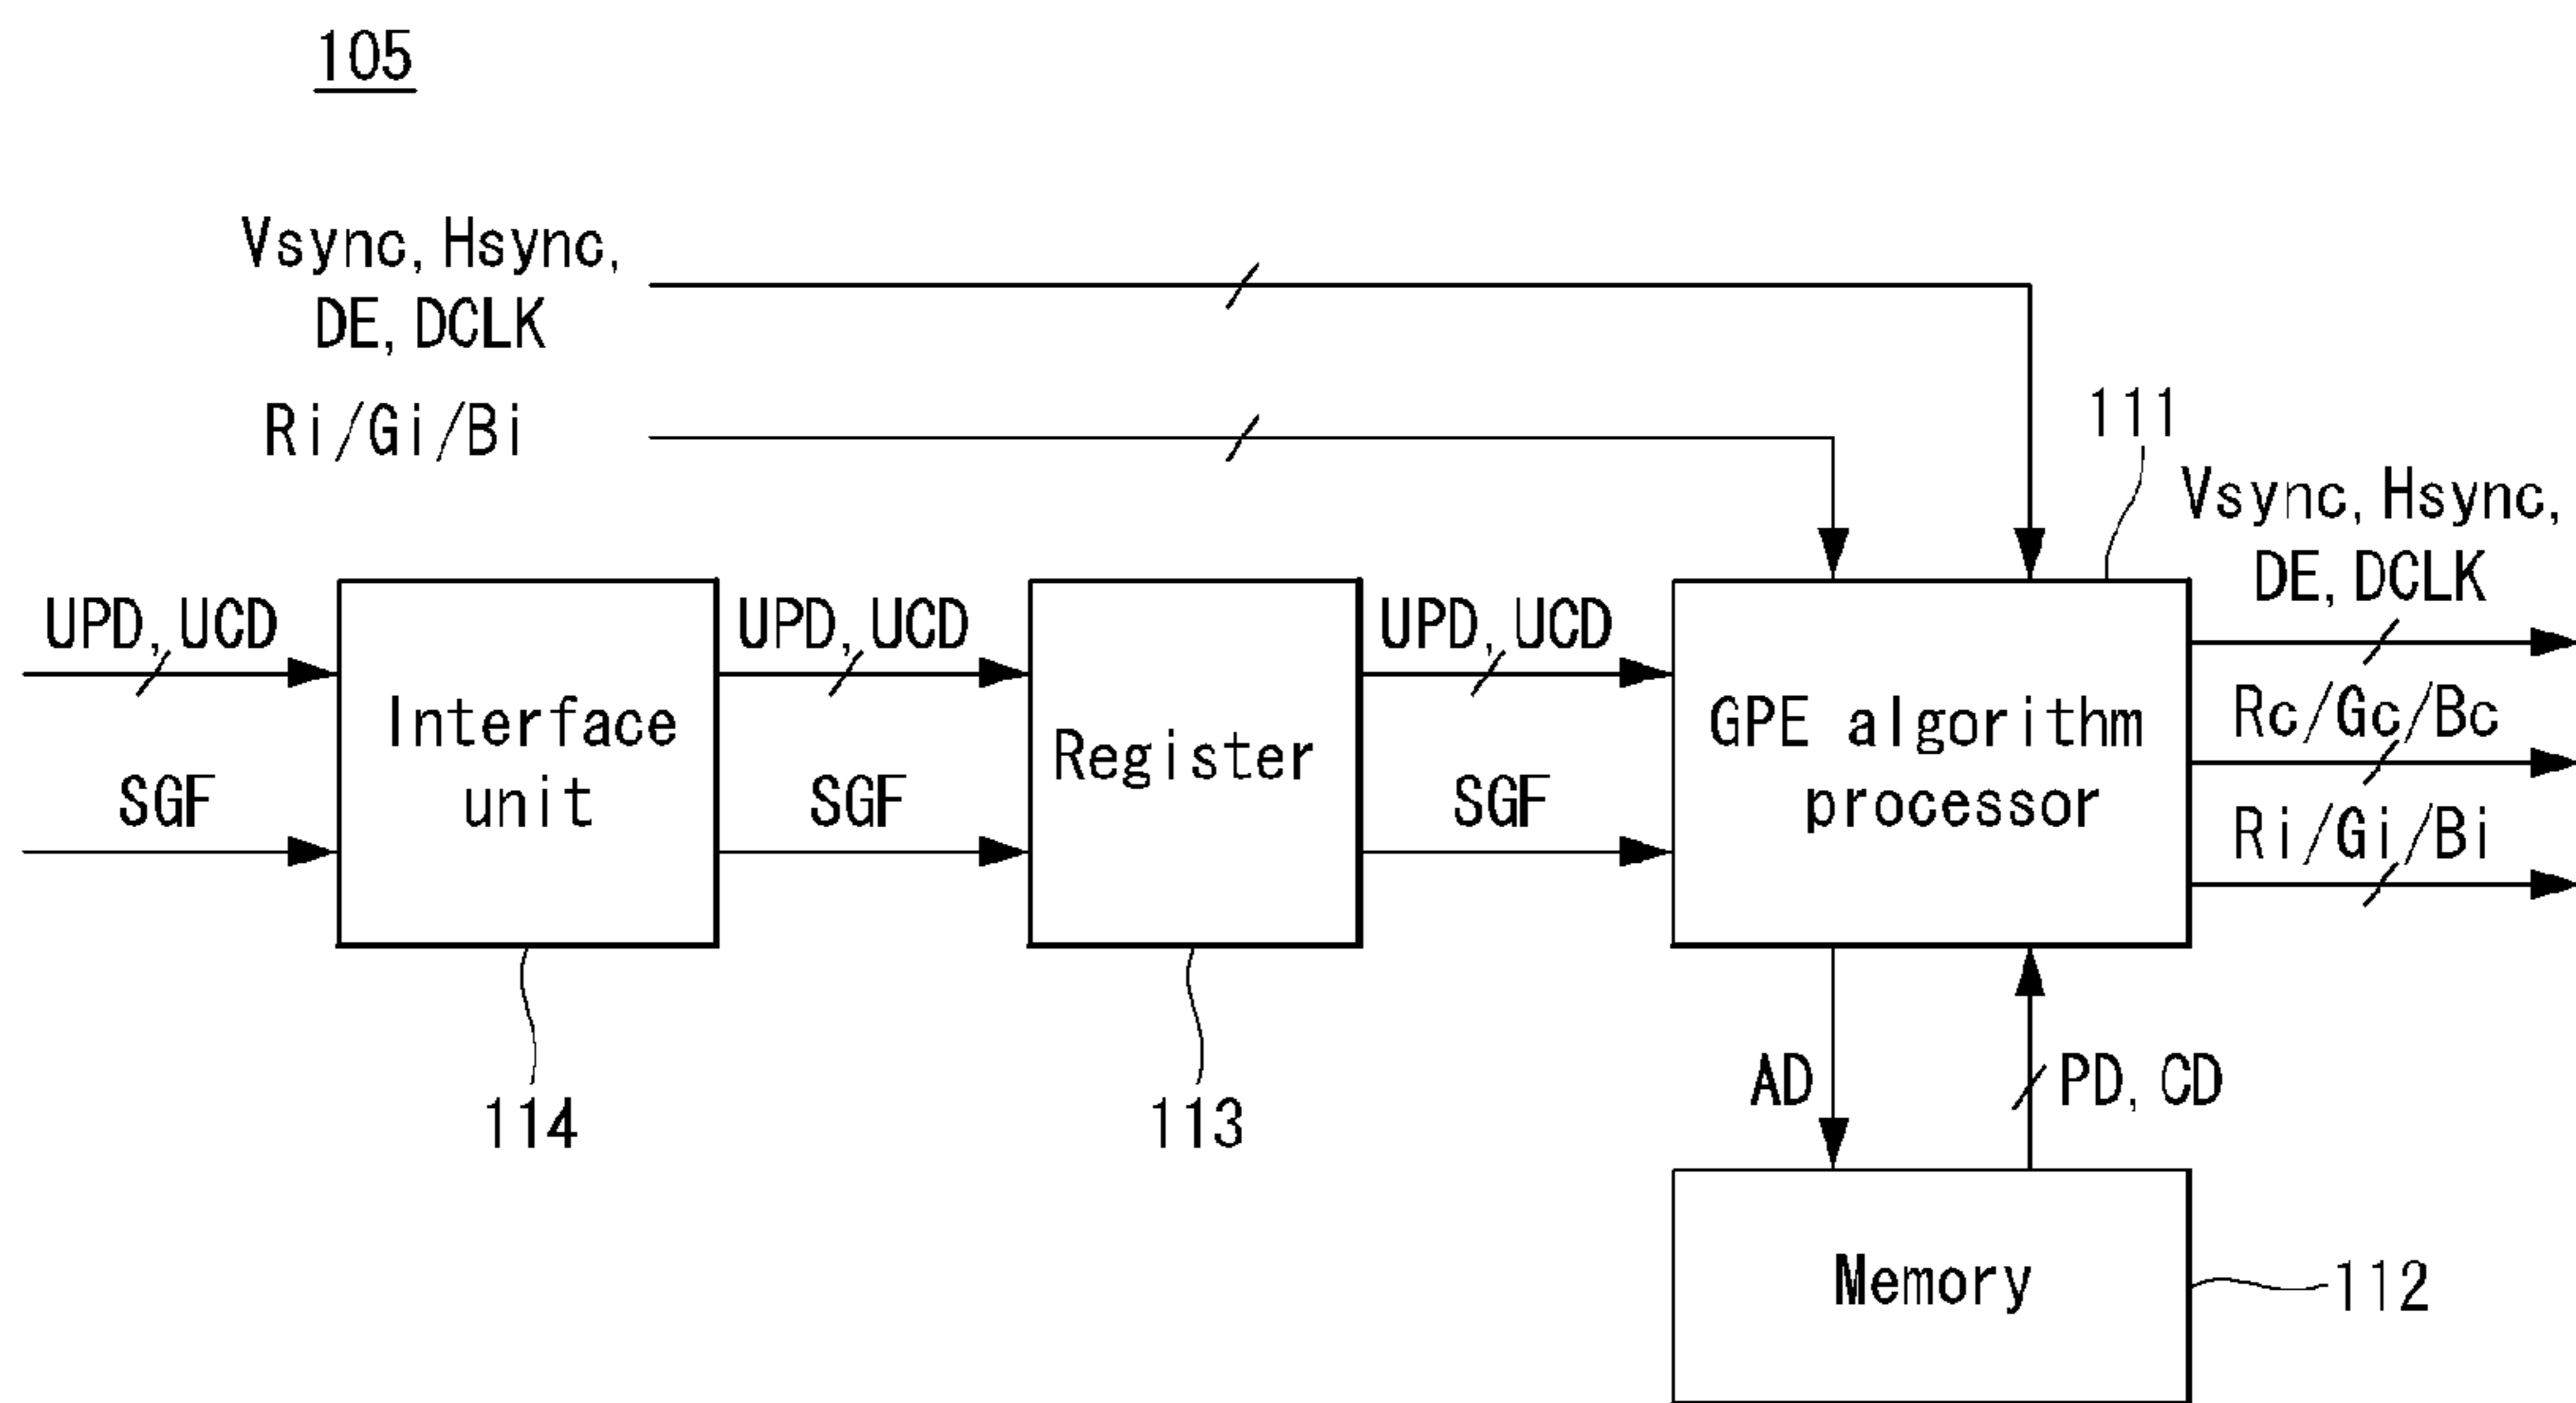 105
Vsync, Hsync,
DE, DCLK
Ri/Gi/Bi
111
Vsync, Hsync,
DE, DCLK
UPD, UCD
UPD, UCD
UPD, UCD
Interface
unit
Register
GPE algorithm
processor
Rc/Gc/Bc
SGF
SGF
SGF
Ri/Gi/Bi
114
113
AD
PD, CD
Memory
112